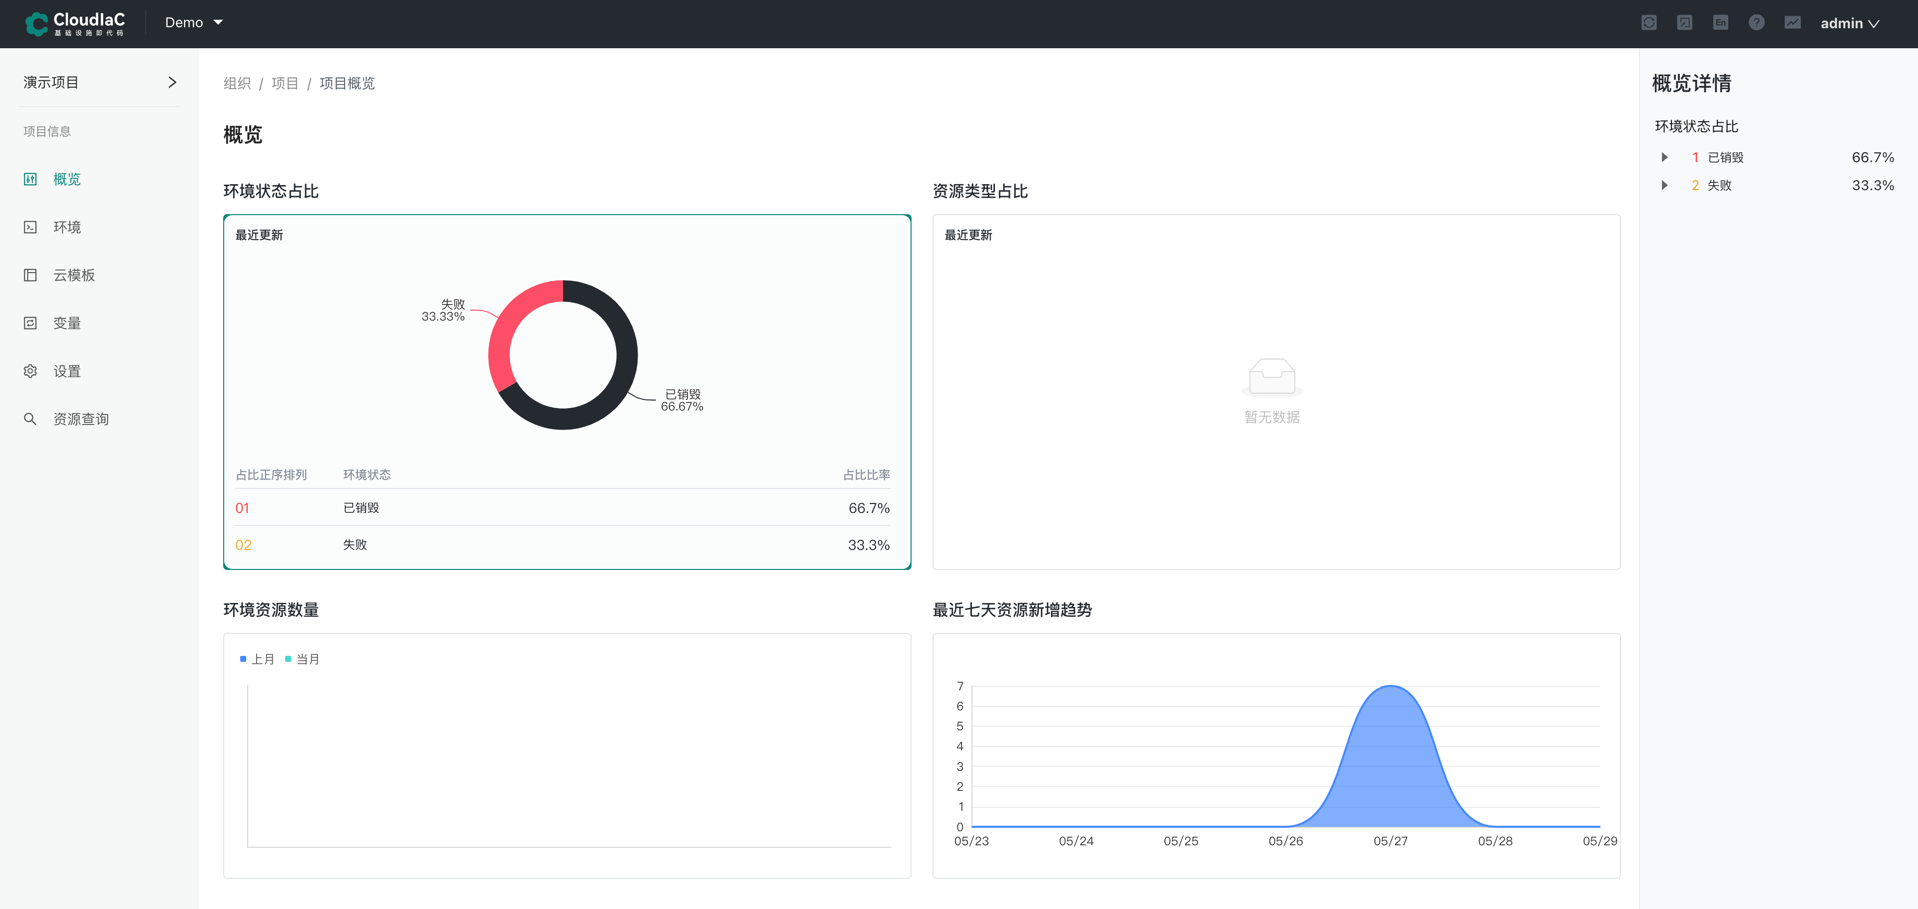 CloudIaC
基础设施即代码
Demo
En
?
admin
演示项目
项目信息
概览
环境
云模板
变量
设置
资源查询
组织 / 项目 / 项目概览
概览
环境状态占比
最近更新
失败
33.33%
已销毁
66.67%
占比正序排列 环境状态 占比比率
01 已销毁 66.7%
02 失败 33.3%
资源类型占比
最近更新
暂无数据
环境资源数量
上月 当月
最近七天资源新增趋势
7
6
5
4
3
2
1
0
05/23 05/24 05/25 05/26 05/27 05/28 05/29
概览详情
环境状态占比
1 已销毁 66.7%
2 失败 33.3%